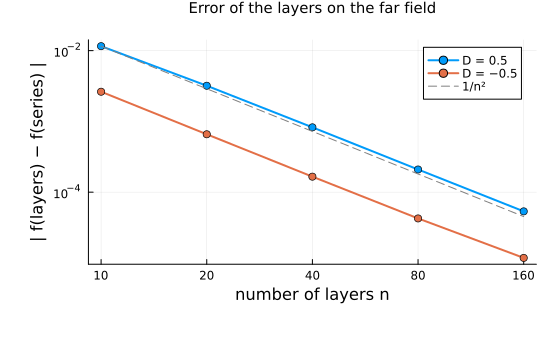 Error of the layers on the far field
| f(layers) − f(series) |
10⁻²
10⁻⁴
D = 0.5
D = −0.5
1/n²
10 20 40 80 160
number of layers n